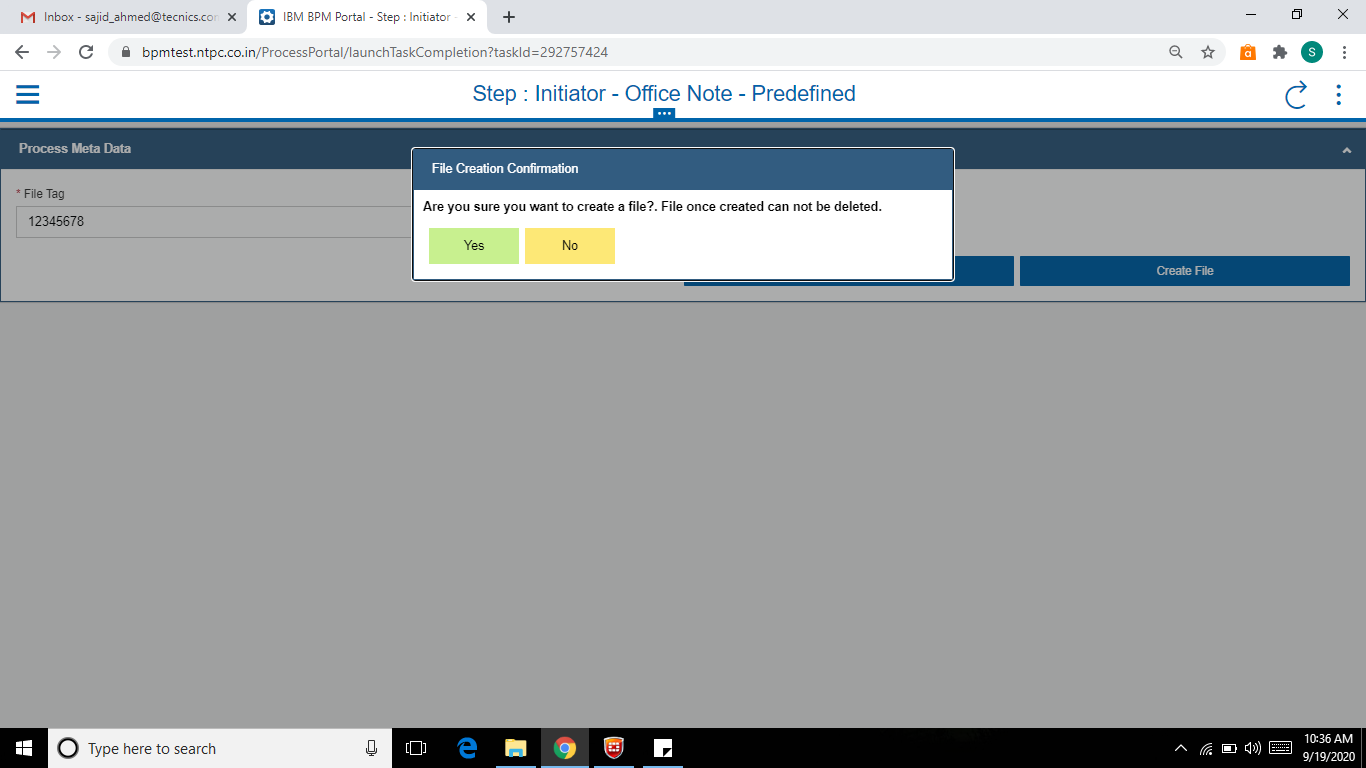 Inbox - sajid_ahmed@tecnics.con
IBM BPM Portal - Step : Initiator -
bpmtest.ntpc.co.in/ProcessPortal/launchTaskCompletion?taskId=292757424
S
Step : Initiator - Office Note - Predefined
Process Meta Data
File Creation Confirmation
* File Tag
Are you sure you want to create a file?. File once created can not be deleted.
12345678
Yes
No
Create File
Type here to search
10:36 AM
9/19/2020